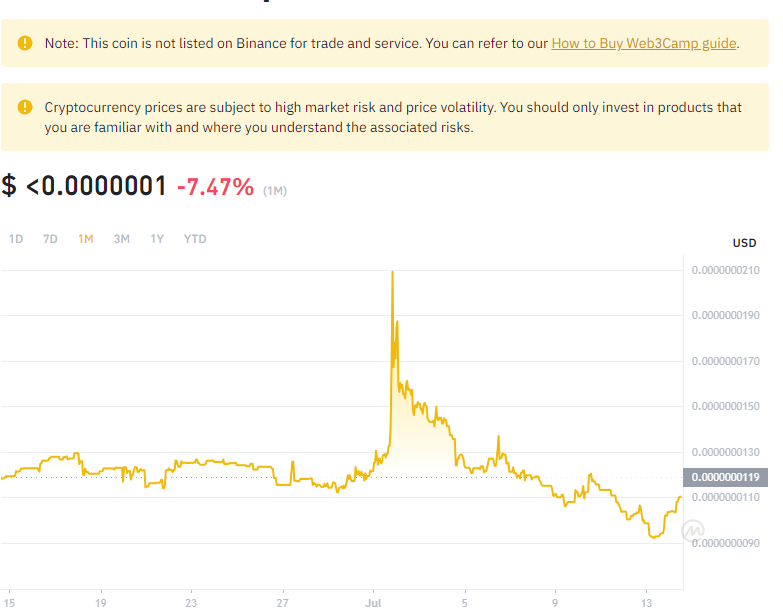 Note: This coin is not listed on Binance for trade and service. You can refer to our How to Buy Web3Camp guide.
Cryptocurrency prices are subject to high market risk and price volatility. You should only invest in products that
you are familiar with and where you understand the associated risks.
$ <0.0000001 -7.47% (1M)
1D 7D 1M 3M 1Y YTD
USD
0.0000000210
0.0000000190
0.0000000170
0.0000000150
0.0000000130
0.0000000119
0.0000000110
0.0000000090
15 19 23 27 Jul 5 9 13